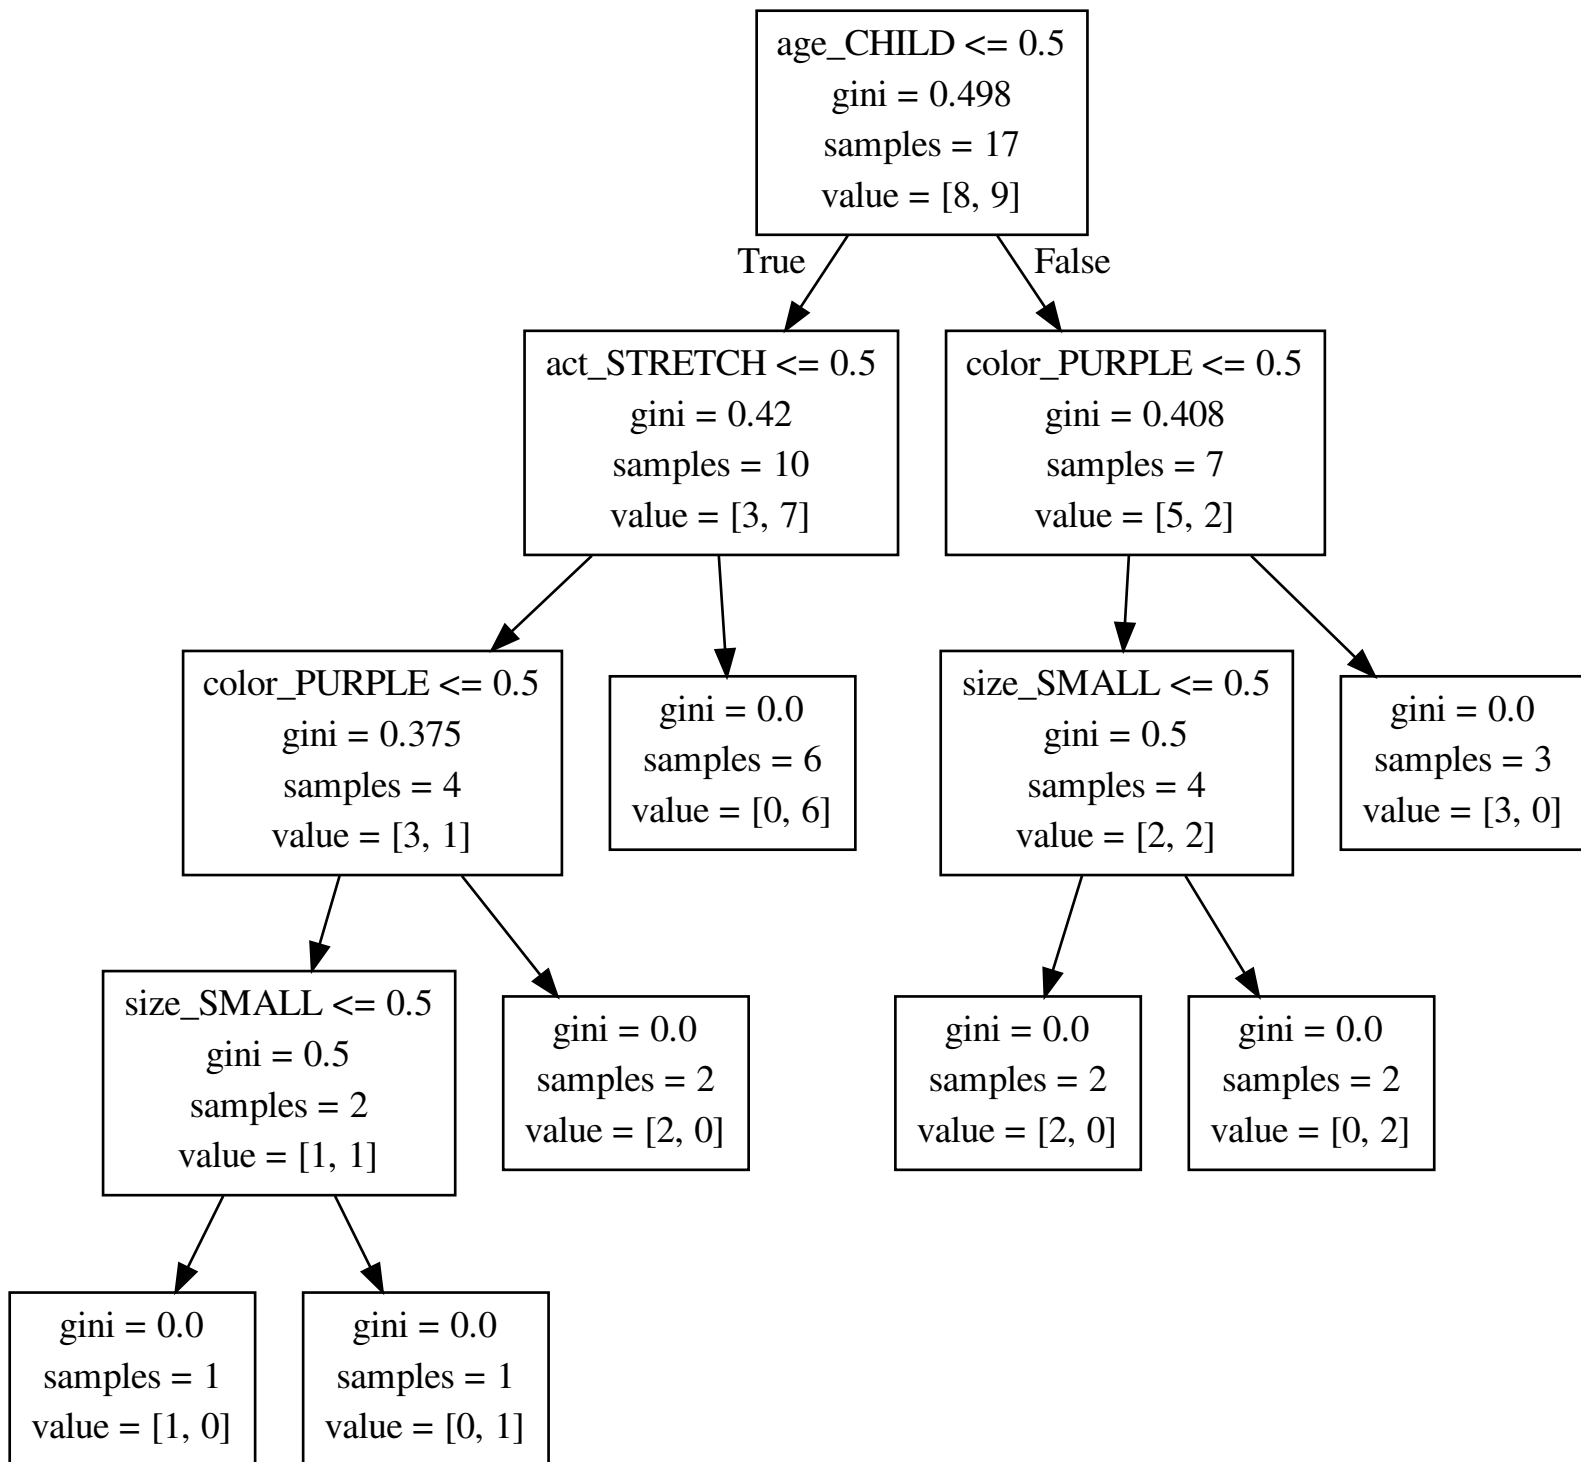 age_CHILD <= 0.5
gini = 0.498
samples = 17
value = [8, 9]
True
False
act_STRETCH <= 0.5
gini = 0.42
samples = 10
value = [3, 7]
color_PURPLE <= 0.5
gini = 0.408
samples = 7
value = [5, 2]
color_PURPLE <= 0.5
gini = 0.375
samples = 4
value = [3, 1]
gini = 0.0
samples = 6
value = [0, 6]
size_SMALL <= 0.5
gini = 0.5
samples = 4
value = [2, 2]
gini = 0.0
samples = 3
value = [3, 0]
size_SMALL <= 0.5
gini = 0.5
samples = 2
value = [1, 1]
gini = 0.0
samples = 2
value = [2, 0]
gini = 0.0
samples = 2
value = [2, 0]
gini = 0.0
samples = 2
value = [0, 2]
gini = 0.0
samples = 1
value = [1, 0]
gini = 0.0
samples = 1
value = [0, 1]